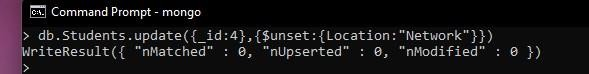 Command Prompt - mongo
> db.Students.update({_id:4},{$unset:{Location:"Network"}})
WriteResult({ "nMatched" : 0, "nUpserted" : 0, "nModified" : 0 })
>